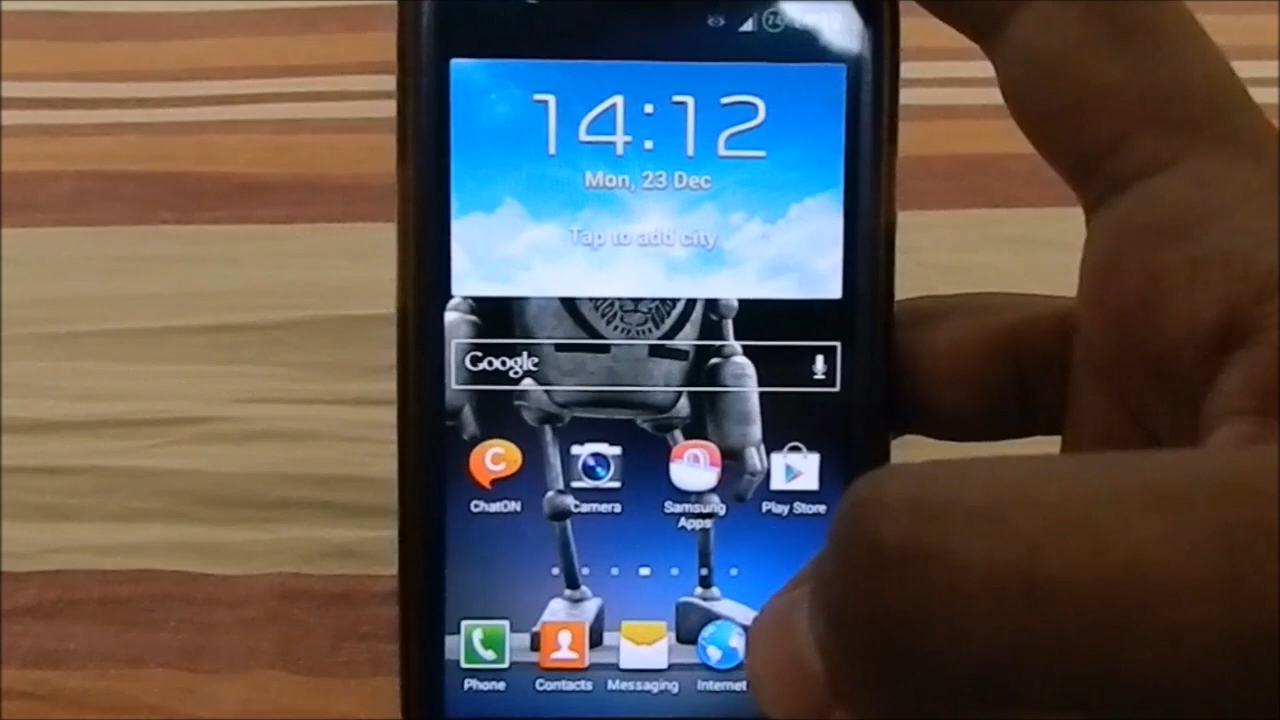 74
14:12
Mon, 23 Dec
Tap to add city
Google
ChatON
Camera
Samsung
Apps
Play Store
Phone
Contacts
Messaging
Internet